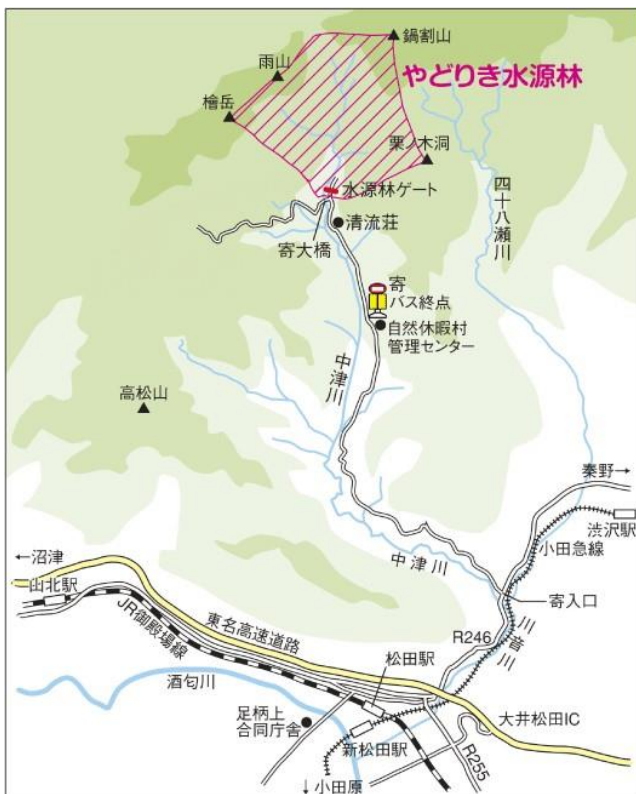 鍋割山
雨山
やどりき水源林
檜岳
栗ノ木洞
水源林ゲート
四十八瀬川
清流荘
寄大橋
寄
バス終点
自然休暇村
管理センター
中津川
高松山
秦野→
渋沢駅
小田急線
←沼津
中津川
山北駅
寄入口
東名高速道路
JR御殿場線
R246
川音川
松田駅
酒匂川
足柄上
合同庁舎
大井松田IC
新松田駅
R255
↓小田原